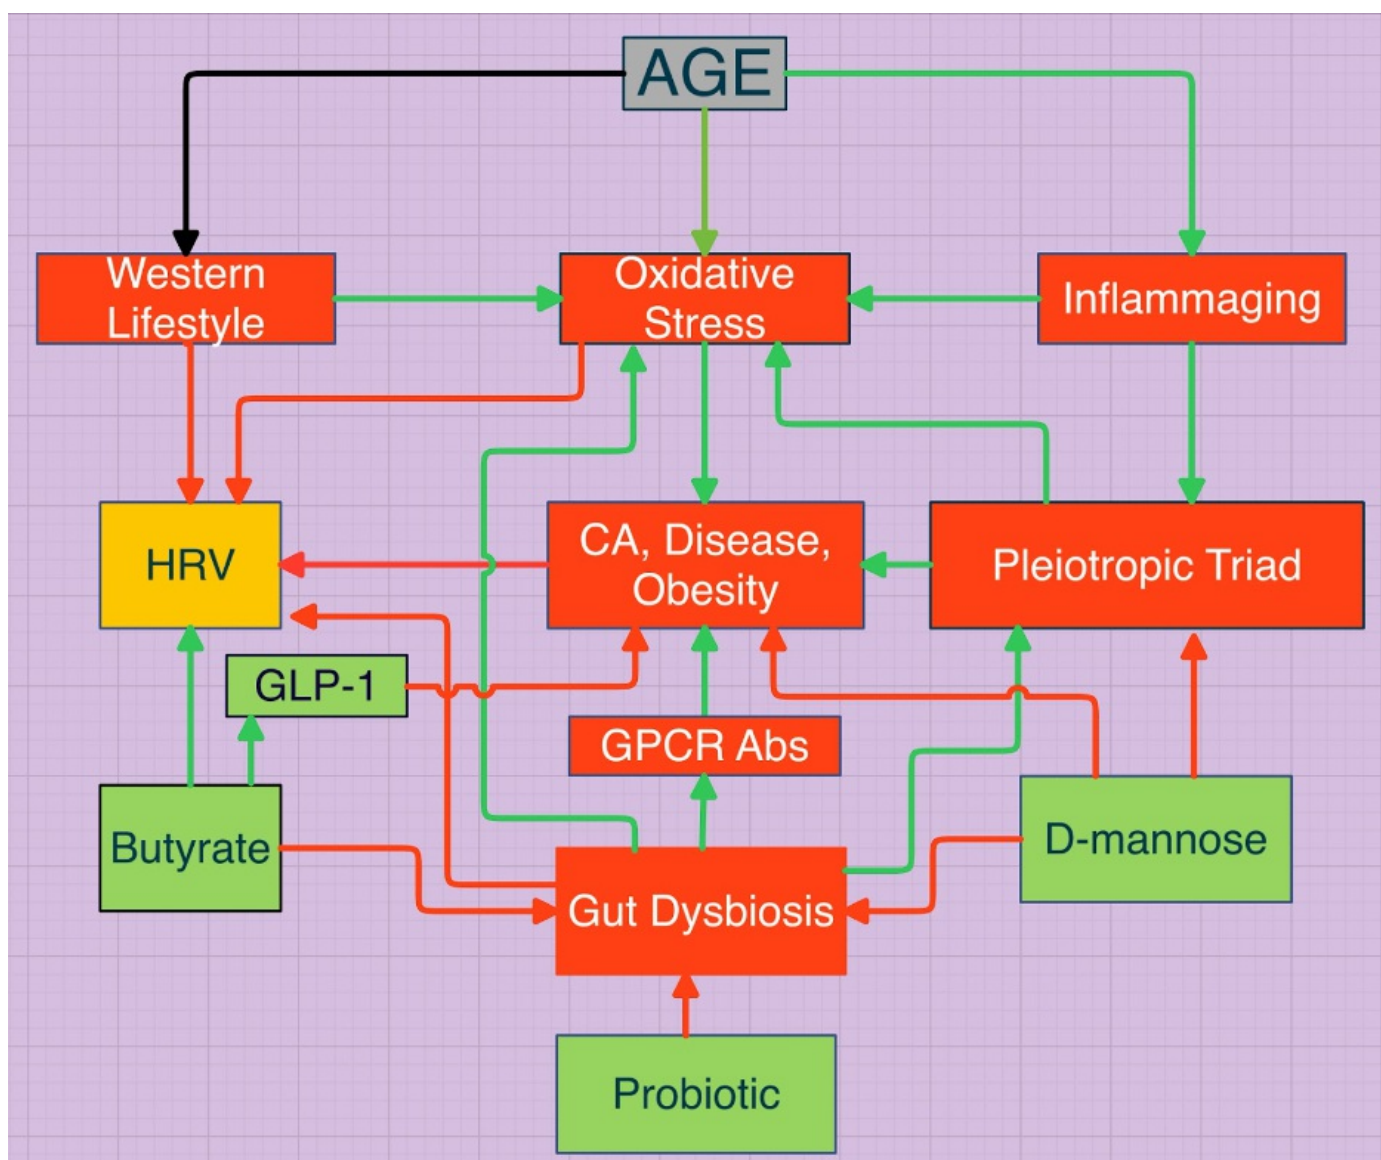 AGE
Western
Lifestyle
Oxidative
Stress
Inflammaging
HRV
CA, Disease,
Obesity
Pleiotropic Triad
GLP-1
GPCR Abs
Butyrate
D-mannose
Gut Dysbiosis
Probiotic